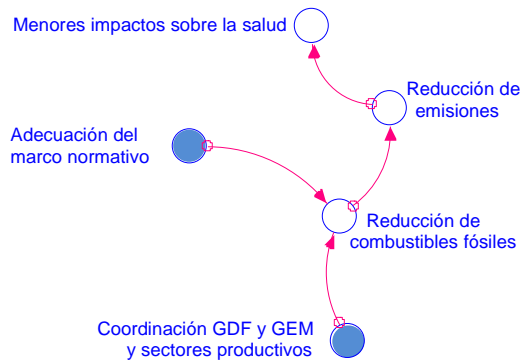 Menores impactos sobre la salud
Reducción de
emisiones
Adecuación del
marco normativo
Reducción de
combustibles fósiles
Coordinación GDF y GEM
y sectores productivos